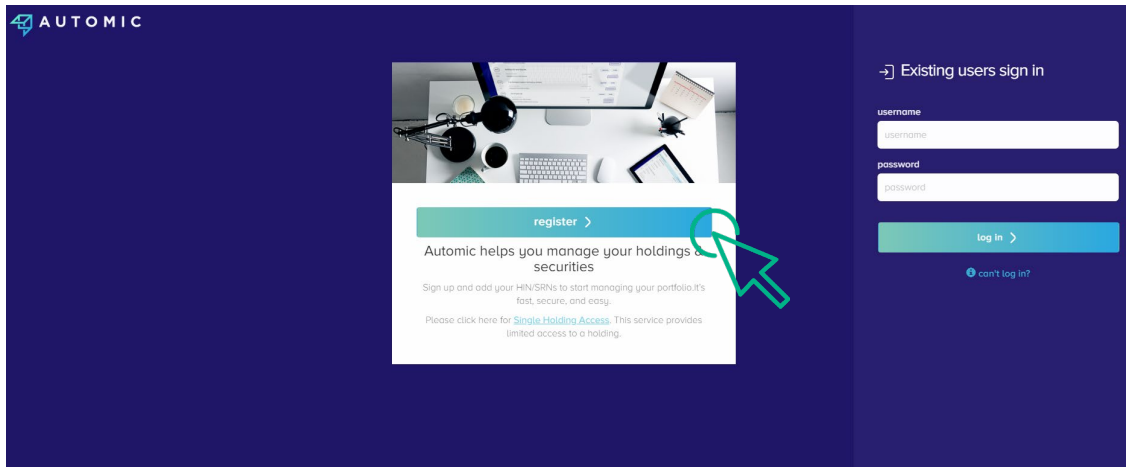 AUTOMIC
register
Automic helps you manage your holdings &
securities
Sign up and add your HIN/SRNs to start managing your portfolio.It's
fast, secure, and easy.
Please click here for Single Holding Access. This service provides
limited access to a holding.
Existing users sign in
username
username
password
password
log in
can't log in?